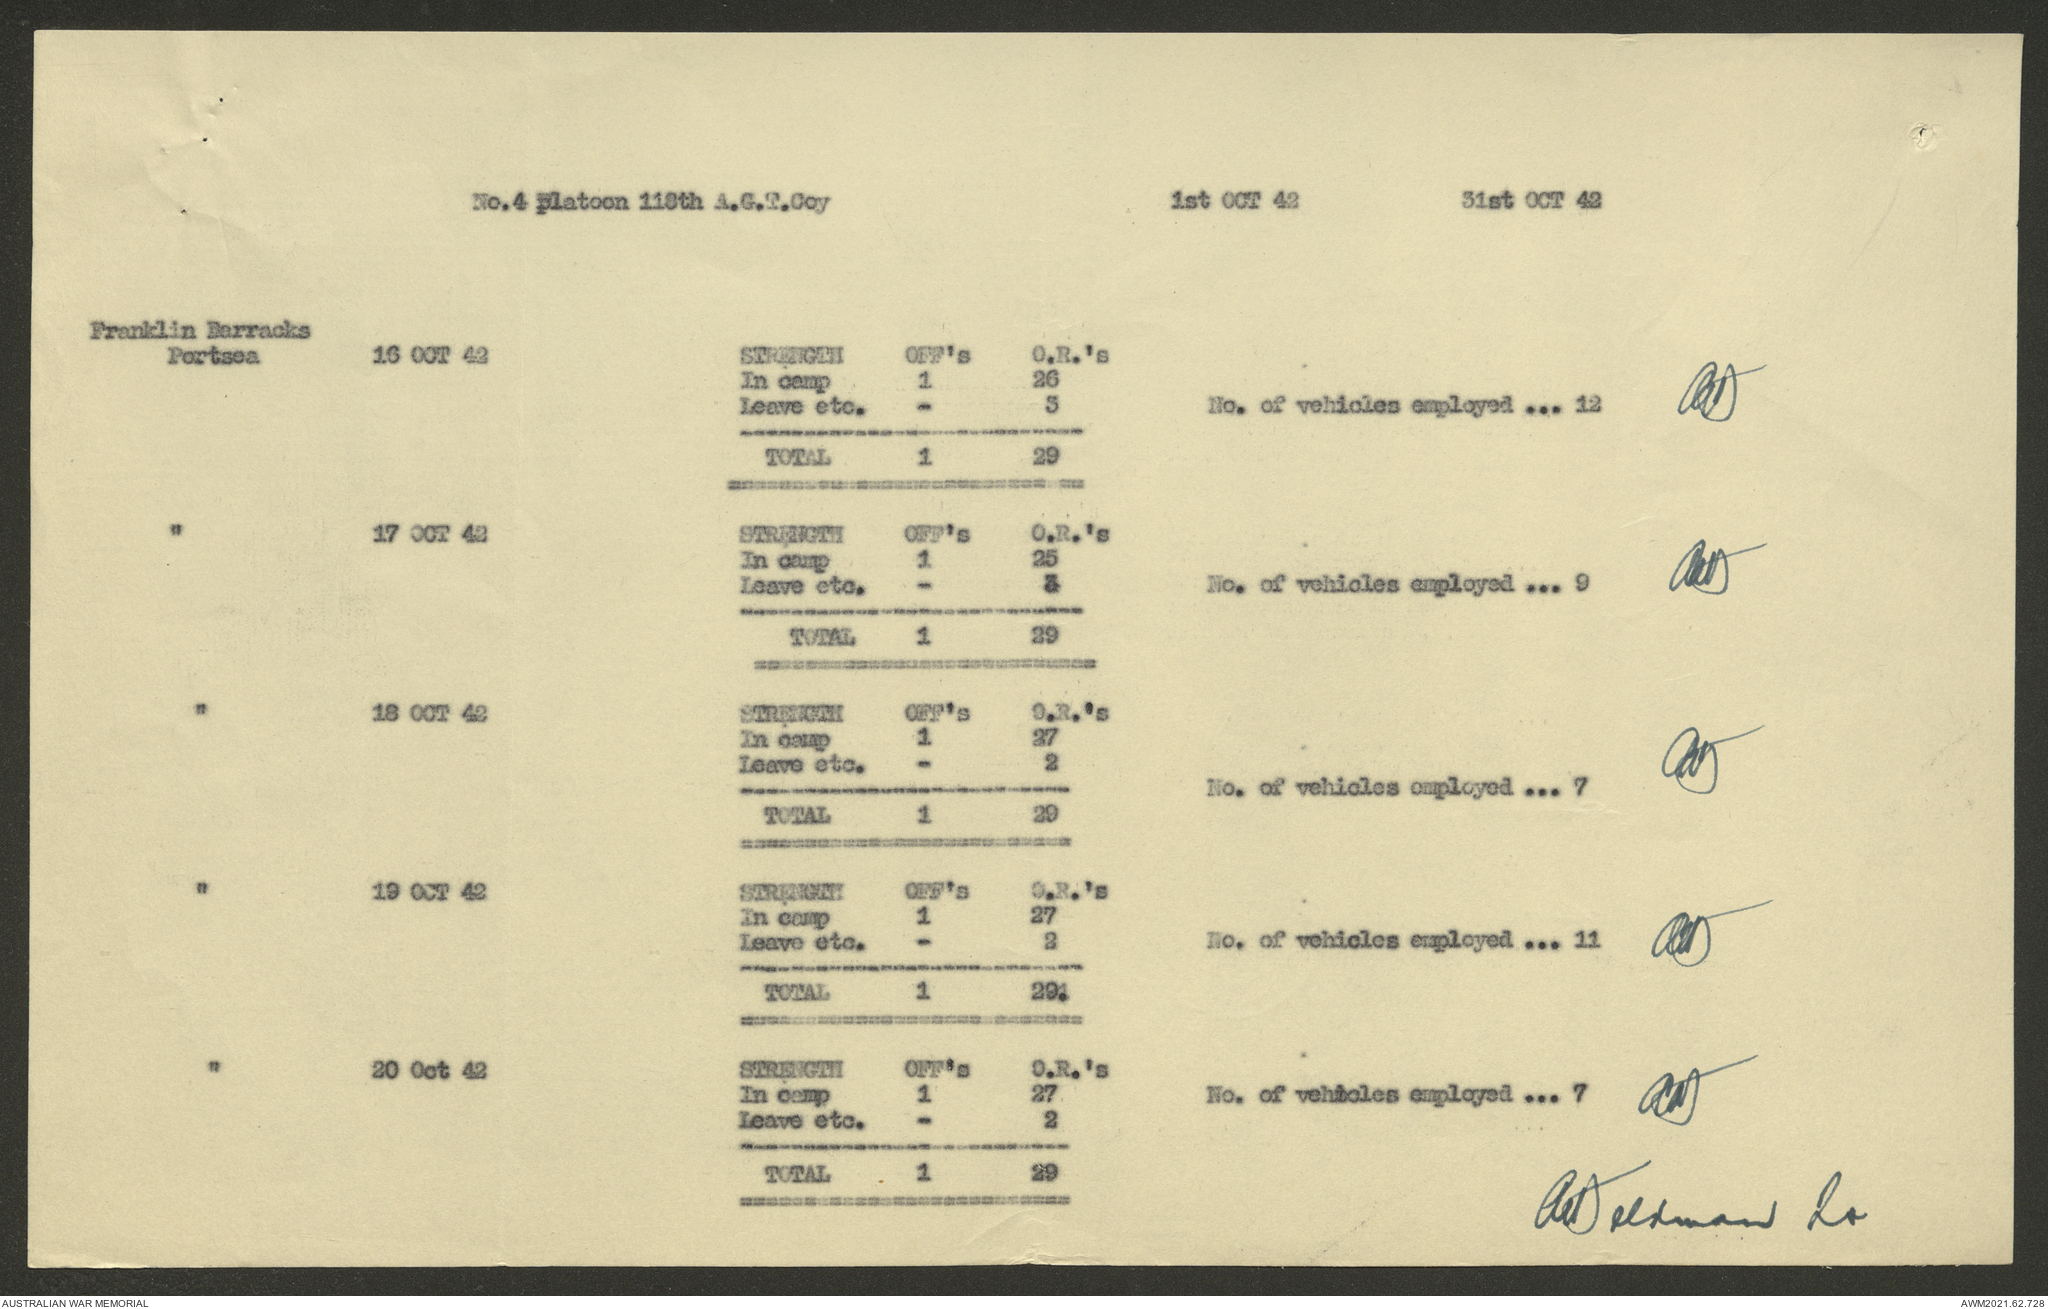 No.4 Platoon 118th A.G.T.Coy 1st OCT 42 31st OCT 42
Franklin Barracks
Portsea 16 OCT 42 STRENGTH OFF's O.R.'s
In camp 1 26
Leave etc. - 3 No. of vehicles employed ... 12
TOTAL 1 29
" 17 OCT 42 STRENGTH OFF's O.R.'s
In camp 1 25
Leave etc. - No. of vehicles employed ... 9
TOTAL 1 29
" 18 OCT 42 STRENGTH OFF's O.R.'s
In camp 1 27
Leave etc. - 2
No. of vehicles employed ... 7
TOTAL 1 29
" 19 OCT 42 STRENGTH OFF's O.R.'s
In camp 1 27
Leave etc. - 2 No. of vehicles employed ... 11
TOTAL 1 29.
" 20 Oct 42 STRENGTH OFF's O.R.'s
In camp 1 27 No. of vehicles employed ... 7
Leave etc. - 2
TOTAL 1 29
AUSTRALIAN WAR MEMORIAL AWM2021.62.728